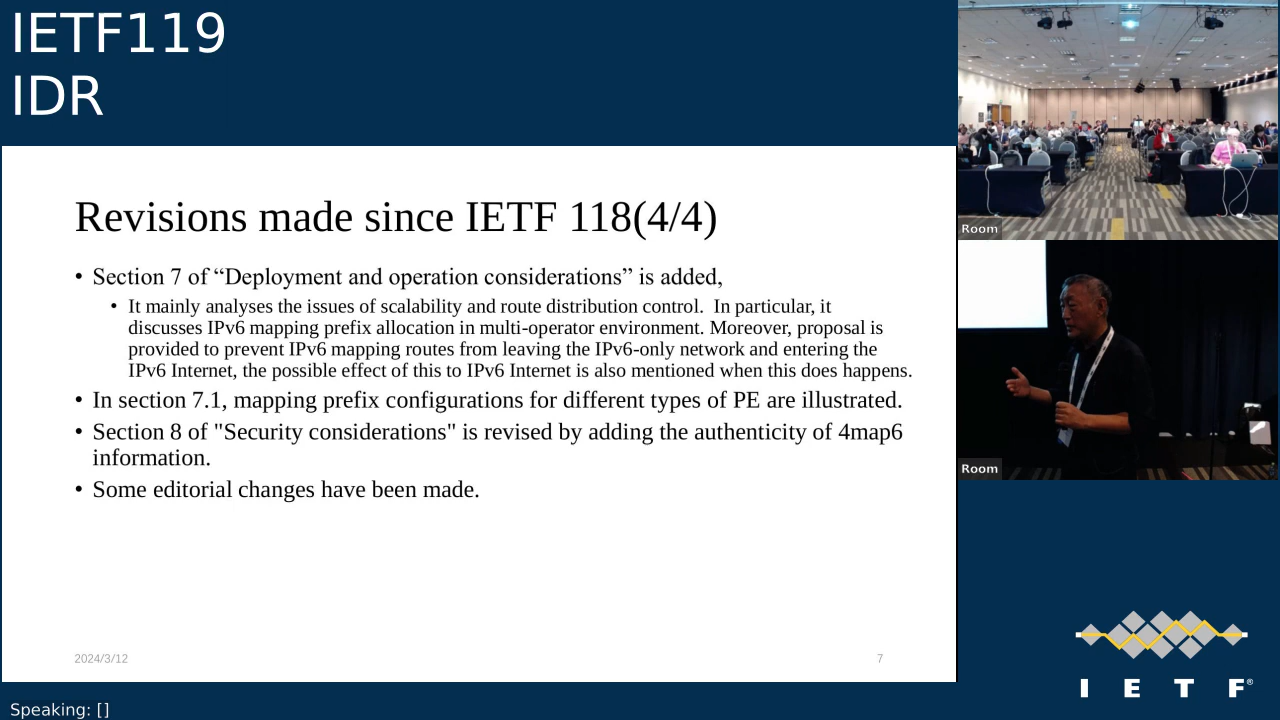 IETF119
IDR
Revisions made since IETF 118(4/4)
• Section 7 of “Deployment and operation considerations” is added,
• It mainly analyses the issues of scalability and route distribution control.  In particular, it
discusses IPv6 mapping prefix allocation in multi-operator environment. Moreover, proposal is
provided to prevent IPv6 mapping routes from leaving the IPv6-only network and entering the
IPv6 Internet, the possible effect of this to IPv6 Internet is also mentioned when this does happens.
• In section 7.1, mapping prefix configurations for different types of PE are illustrated.
• Section 8 of "Security considerations" is revised by adding the authenticity of 4map6
information.
• Some editorial changes have been made.
2024/3/12
7
Room
Room
I E T F®
Speaking: []